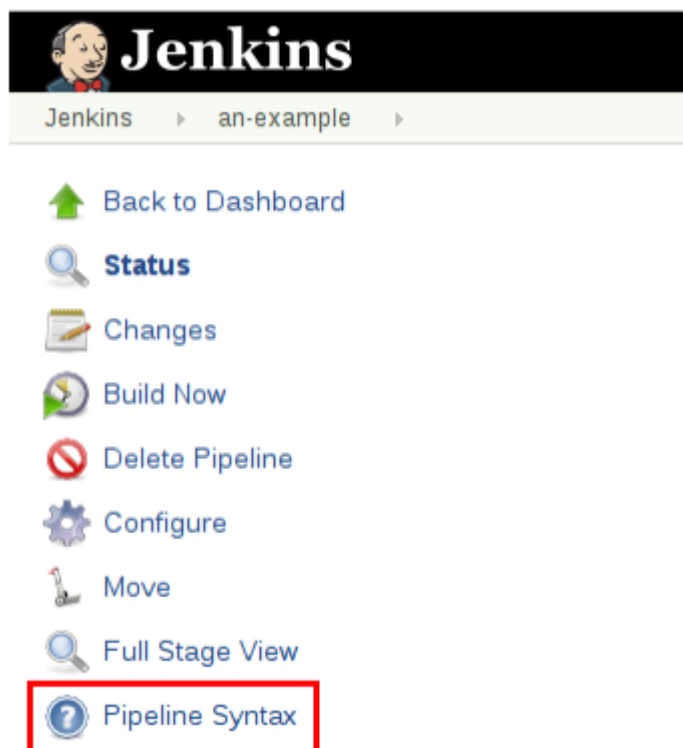 Jenkins
Jenkins an-example
Back to Dashboard
Status
Changes
Build Now
Delete Pipeline
Configure
Move
Full Stage View
Pipeline Syntax